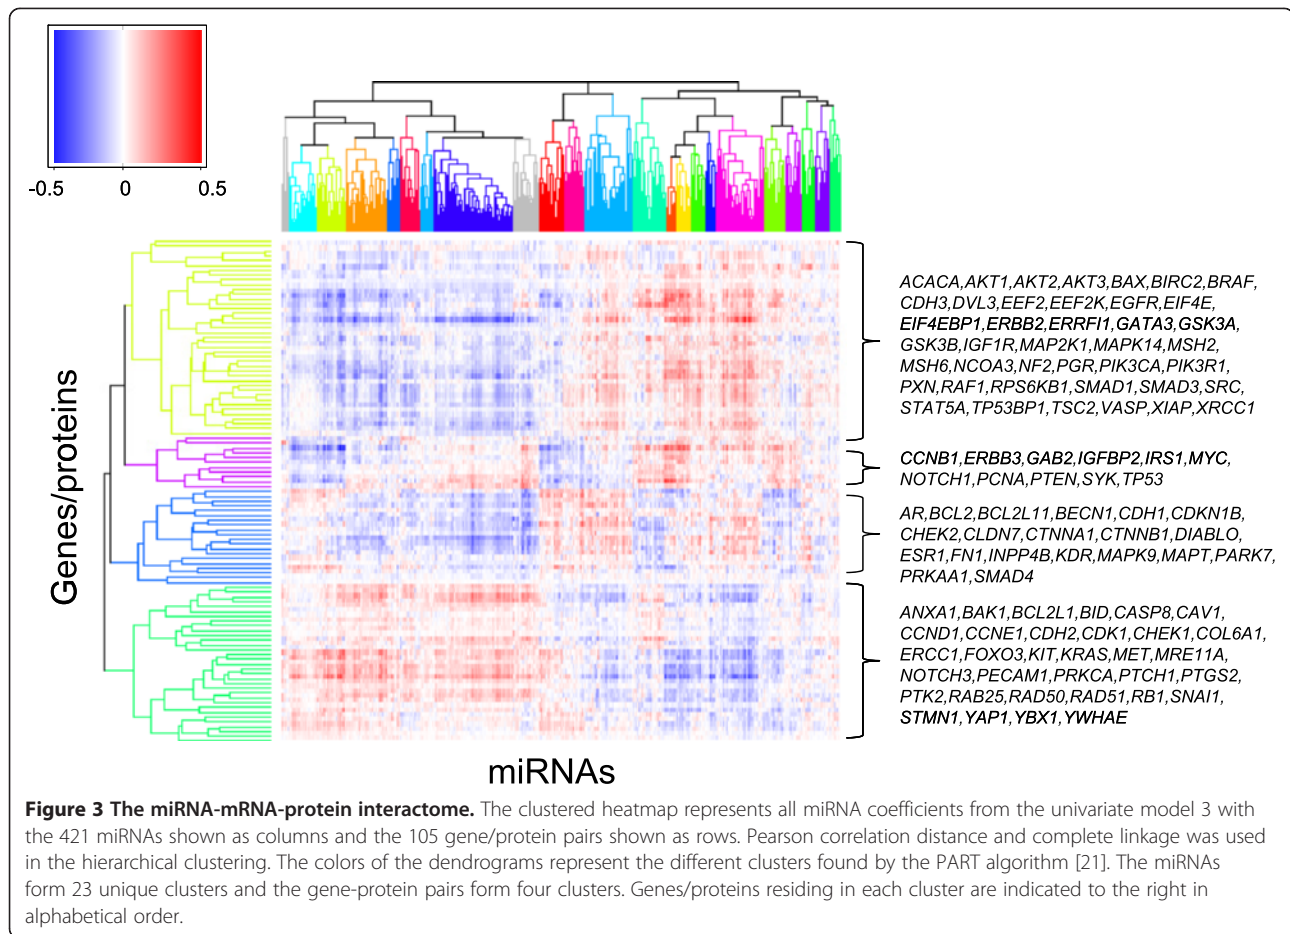 -0.5 0 0.5
ACACA,AKT1,AKT2,AKT3,BAX,BIRC2,BRAF,
CDH3,DVL3,EEF2,EEF2K,EGFR,EIF4E,
EIF4EBP1,ERBB2,ERRFI1,GATA3,GSK3A,
GSK3B,IGF1R,MAP2K1,MAPK14,MSH2,
MSH6,NCOA3,NF2,PGR,PIK3CA,PIK3R1,
PXN,RAF1,RPS6KB1,SMAD1,SMAD3,SRC,
STAT5A,TP53BP1,TSC2,VASP,XIAP,XRCC1
CCNB1,ERBB3,GAB2,IGFBP2,IRS1,MYC,
NOTCH1,PCNA,PTEN,SYK,TP53
AR,BCL2,BCL2L11,BECN1,CDH1,CDKN1B,
CHEK2,CLDN7,CTNNA1,CTNNB1,DIABLO,
ESR1,FN1,INPP4B,KDR,MAPK9,MAPT,PARK7,
PRKAA1,SMAD4
ANXA1,BAK1,BCL2L1,BID,CASP8,CAV1,
CCND1,CCNE1,CDH2,CDK1,CHEK1,COL6A1,
ERCC1,FOXO3,KIT,KRAS,MET,MRE11A,
NOTCH3,PECAM1,PRKCA,PTCH1,PTGS2,
PTK2,RAB25,RAD50,RAD51,RB1,SNAI1,
STMN1,YAP1,YBX1,YWHAE
Genes/proteins
miRNAs
Figure 3 The miRNA-mRNA-protein interactome. The clustered heatmap represents all miRNA coefficients from the univariate model 3 with
the 421 miRNAs shown as columns and the 105 gene/protein pairs shown as rows. Pearson correlation distance and complete linkage was used
in the hierarchical clustering. The colors of the dendrograms represent the different clusters found by the PART algorithm [21]. The miRNAs
form 23 unique clusters and the gene-protein pairs form four clusters. Genes/proteins residing in each cluster are indicated to the right in
alphabetical order.